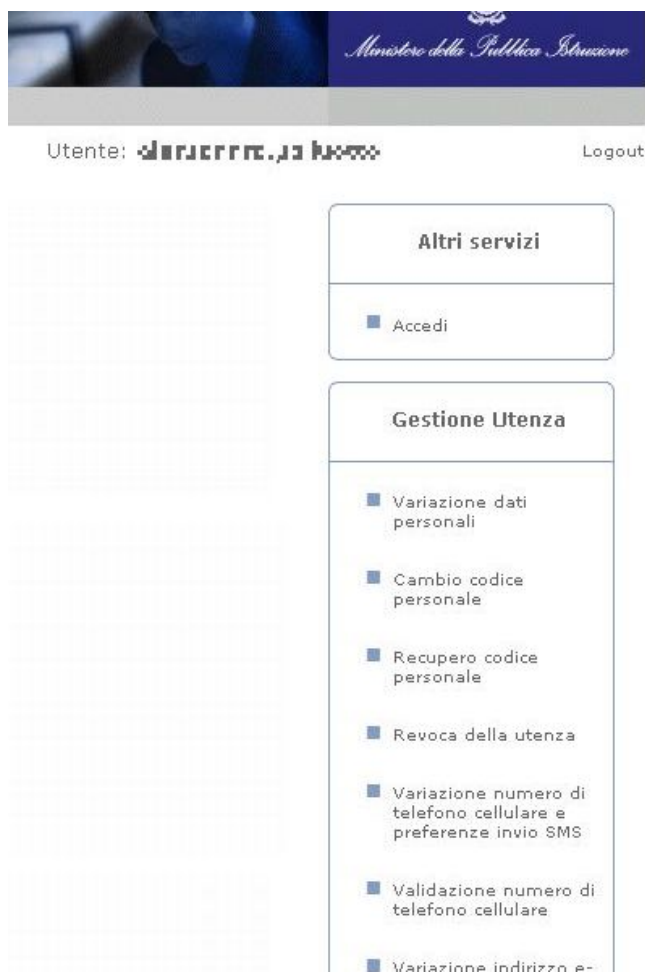 Ministero della Pubblica Istruzione
Utente:
Logout
Altri servizi
Accedi
Gestione Utenza
Variazione dati
personali
Cambio codice
personale
Recupero codice
personale
Revoca della utenza
Variazione numero di
telefono cellulare e
preferenze invio SMS
Validazione numero di
telefono cellulare
Variazione indirizzo e-